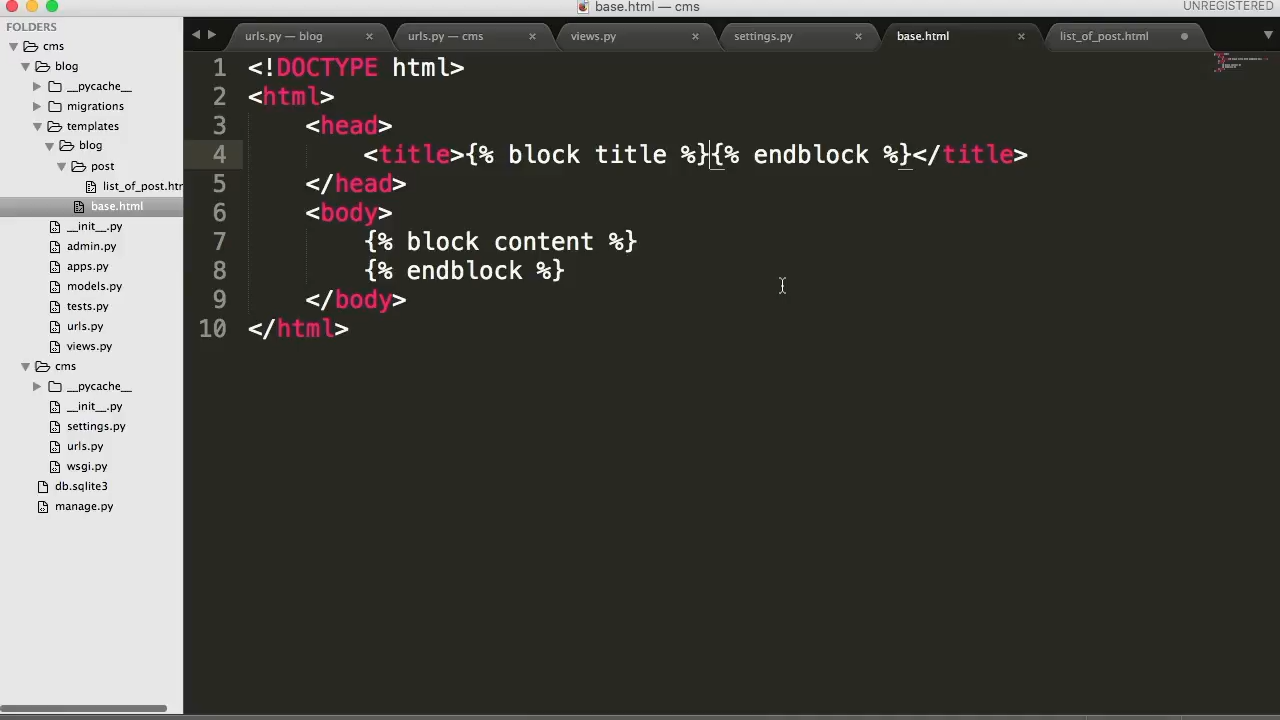 base.html — cms
UNREGISTERED
FOLDERS
cms
blog
__pycache__
migrations
templates
blog
post
list_of_post.htr
base.html
__init__.py
admin.py
apps.py
models.py
tests.py
urls.py
views.py
cms
__pycache__
__init__.py
settings.py
urls.py
wsgi.py
db.sqlite3
manage.py
urls.py — blog
urls.py — cms
views.py
settings.py
base.html
list_of_post.html
1 <!DOCTYPE html>
2 <html>
3 <head>
4 <title>{% block title %}{% endblock %}</title>
5 </head>
6 <body>
7 {% block content %}
8 {% endblock %}
9 </body>
10 </html>